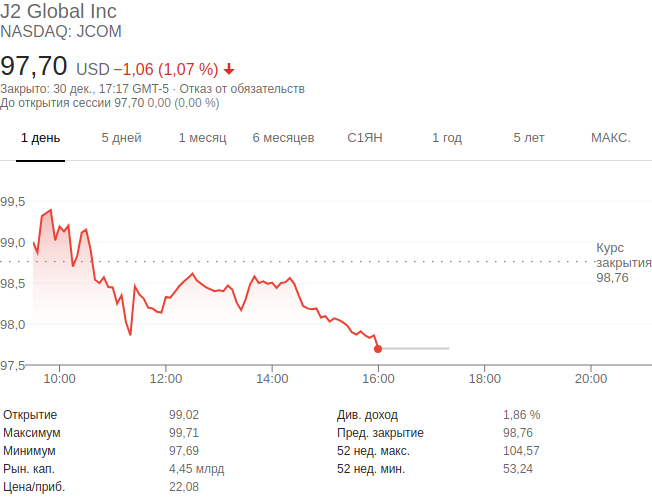 J2 Global Inc
NASDAQ: JCOM
97,70 USD −1,06 (1,07 %)
Закрыто: 30 дек., 17:17 GMT-5 · Отказ от обязательств
До открытия сессии 97,70 0,00 (0,00 %)
1 день 5 дней 1 месяц 6 месяцев С1ЯН 1 год 5 лет МАКС.
99,5
99,0
98,5
98,0
97,5
Курс
закрытия
98,76
10:00 12:00 14:00 16:00 18:00 20:00
Открытие 99,02 Див. доход 1,86 %
Максимум 99,71 Пред. закрытие 98,76
Минимум 97,69 52 нед. макс. 104,57
Рын. кап. 4,45 млрд 52 нед. мин. 53,24
Цена/приб. 22,08